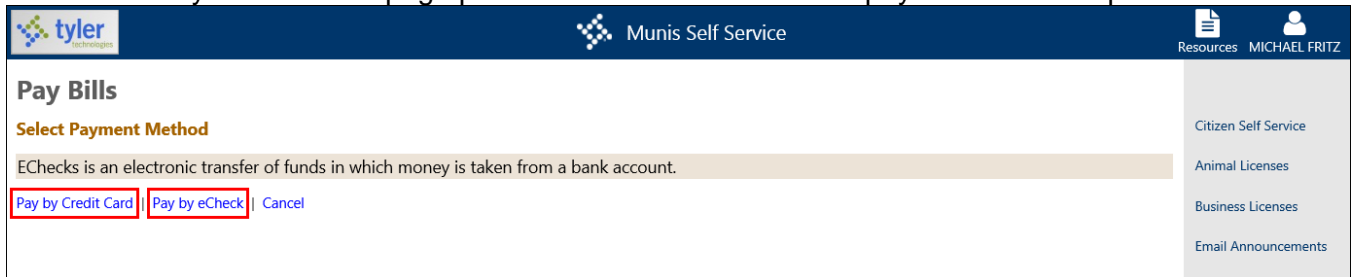 tyler
technologies
Munis Self Service
Resources MICHAEL FRITZ
Pay Bills
Select Payment Method
EChecks is an electronic transfer of funds in which money is taken from a bank account.
Pay by Credit Card | Pay by eCheck | Cancel
Citizen Self Service
Animal Licenses
Business Licenses
Email Announcements